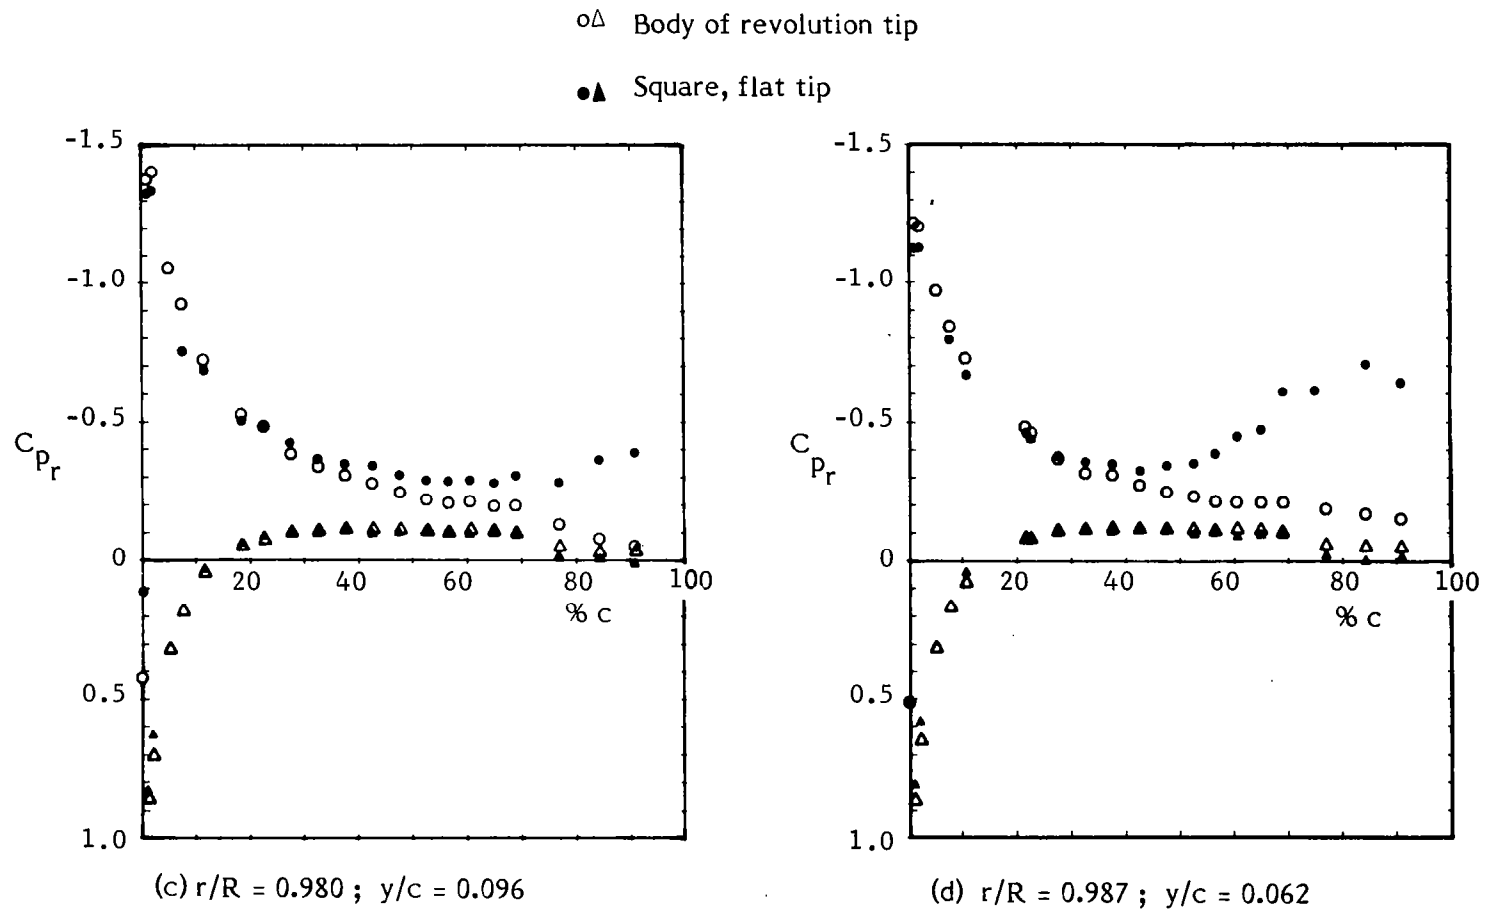 ○△ Body of revolution tip
●▲ Square, flat tip
-1.5
-1.0
-0.5
C_{p_r}
0
0.5
1.0
20 40 60 80 100
% c
(c) r/R = 0.980 ; y/c = 0.096
-1.5
-1.0
-0.5
C_{p_r}
0
0.5
1.0
20 40 60 80 100
% c
(d) r/R = 0.987 ; y/c = 0.062